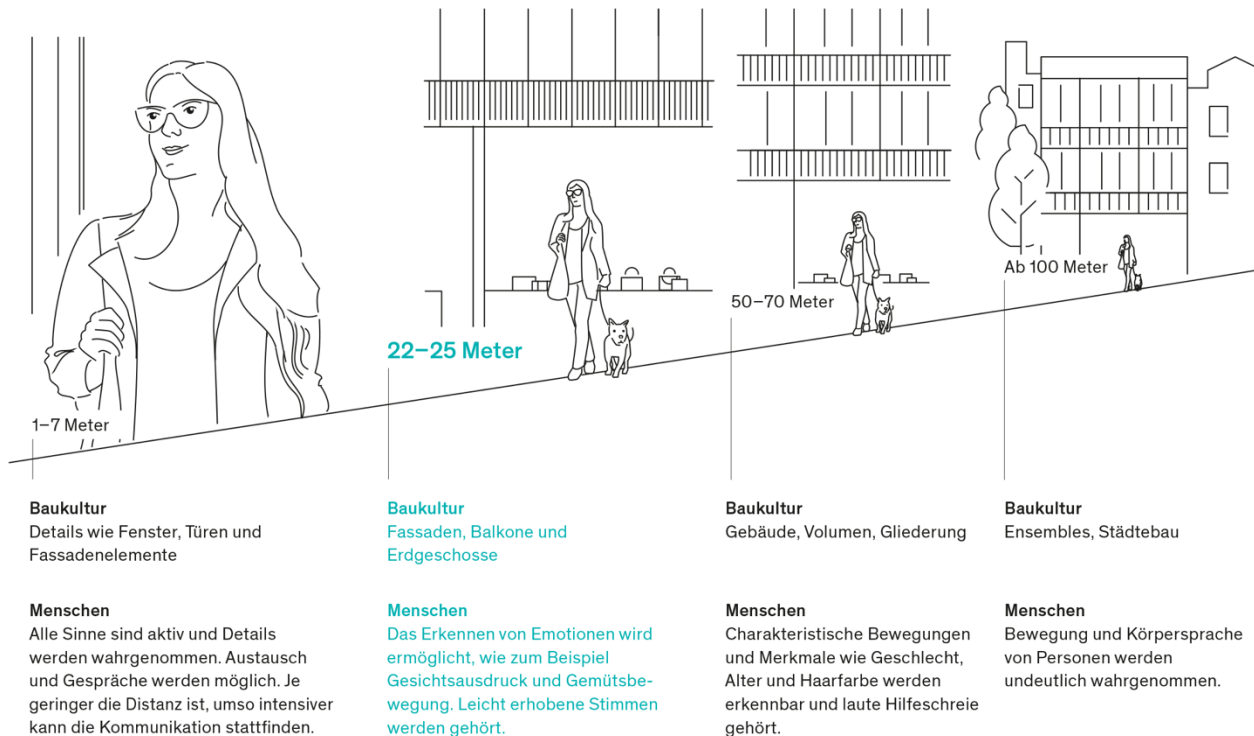 1–7 Meter
22–25 Meter
50–70 Meter
Ab 100 Meter
Baukultur
Details wie Fenster, Türen und
Fassadenelemente
Menschen
Alle Sinne sind aktiv und Details
werden wahrgenommen. Austausch
und Gespräche werden möglich. Je
geringer die Distanz ist, umso intensiver
kann die Kommunikation stattfinden.
Baukultur
Fassaden, Balkone und
Erdgeschosse
Menschen
Das Erkennen von Emotionen wird
ermöglicht, wie zum Beispiel
Gesichtsausdruck und Gemütsbe-
wegung. Leicht erhobene Stimmen
werden gehört.
Baukultur
Gebäude, Volumen, Gliederung
Menschen
Charakteristische Bewegungen
und Merkmale wie Geschlecht,
Alter und Haarfarbe werden
erkennbar und laute Hilfeschreie
gehört.
Baukultur
Ensembles, Städtebau
Menschen
Bewegung und Körpersprache
von Personen werden
undeutlich wahrgenommen.